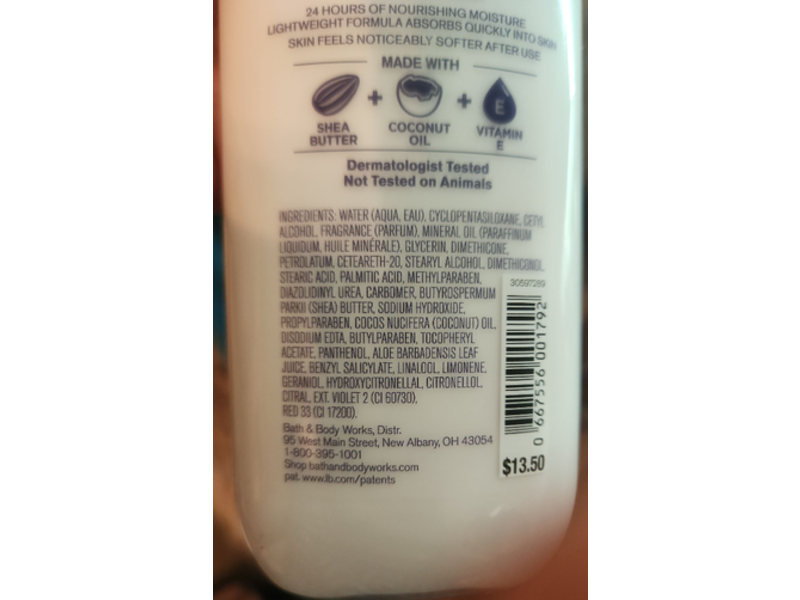 24 HOURS OF NOURISHING MOISTURE
LIGHTWEIGHT FORMULA ABSORBS QUICKLY INTO SKIN
SKIN FEELS NOTICEABLY SOFTER AFTER USE
MADE WITH
+ +
E
SHEA BUTTER
COCONUT OIL
VITAMIN E
Dermatologist Tested
Not Tested on Animals
INGREDIENTS: WATER (AQUA, EAU), CYCLOPENTASILOXANE, CETYL
ALCOHOL, FRAGRANCE (PARFUM), MINERAL OIL (PARAFFINUM
LIQUIDUM, HUILE MINÉRALE), GLYCERIN, DIMETHICONE,
PETROLATUM, CETEARETH-20, STEARYL ALCOHOL, DIMETHICONOL,
STEARIC ACID, PALMITIC ACID, METHYLPARABEN,
DIAZOLIDINYL UREA, CARBOMER, BUTYROSPERMUM
PARKII (SHEA) BUTTER, SODIUM HYDROXIDE,
PROPYLPARABEN, COCOS NUCIFERA (COCONUT) OIL,
DISODIUM EDTA, BUTYLPARABEN, TOCOPHERYL
ACETATE, PANTHENOL, ALOE BARBADENSIS LEAF
JUICE, BENZYL SALICYLATE, LINALOOL, LIMONENE,
GERANIOL, HYDROXYCITRONELLAL, CITRONELLOL,
CITRAL, EXT. VIOLET 2 (CI 60730),
RED 33 (CI 17200).
Bath & Body Works, Distr.
95 West Main Street, New Albany, OH 43054
1-800-395-1001
Shop bathandbodyworks.com
pat. www.lb.com/patents
30597289
0 667556 001792
$13.50